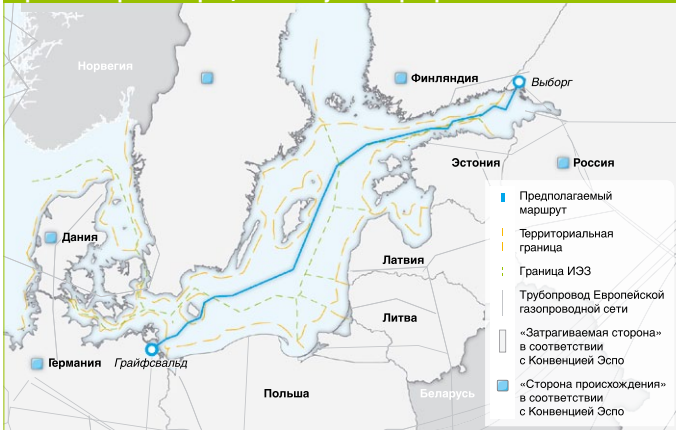 Норвегия
Финляндия
Выборг
Эстония
Россия
Дания
Латвия
Литва
Германия
Грайфсвальд
Польша
Беларусь
Предполагаемый
маршрут
Территориальная
граница
Граница ИЭЗ
Трубопровод Европейской
газопроводной сети
«Затрагиваемая сторона»
в соответствии
с Конвенцией Эспо
«Сторона происхождения»
в соответствии
с Конвенцией Эспо